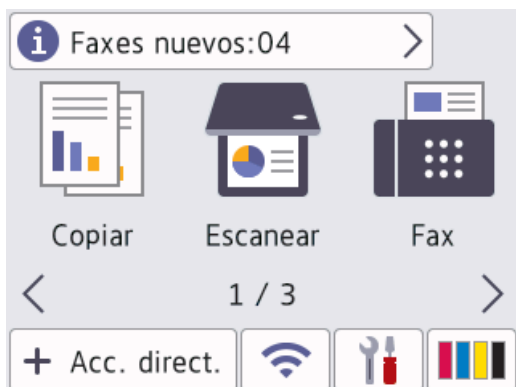 Faxes nuevos:04
Copiar Escanear Fax
1 / 3
+ Acc. direct.